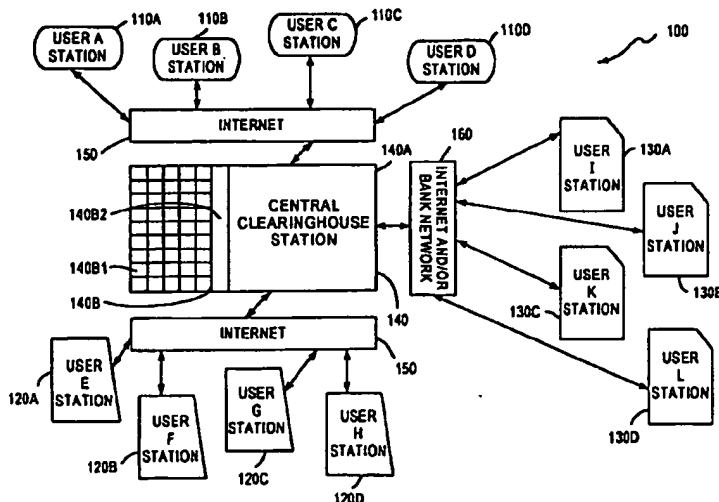 110A
USER A
STATION
110B
USER B
STATION
110C
USER C
STATION
110D
USER D
STATION
100
150
INTERNET
140A
160
140B2
CENTRAL
CLEARINGHOUSE
STATION
INTERNET AND/OR
BANK NETWORK
USER
I
STATION
130A
USER
J
STATION
130B
140B1
140B
140
USER
K
STATION
130C
INTERNET
150
USER
E
STATION
120A
USER
F
STATION
120B
USER
G
STATION
120C
USER
H
STATION
120D
USER
L
STATION
130D